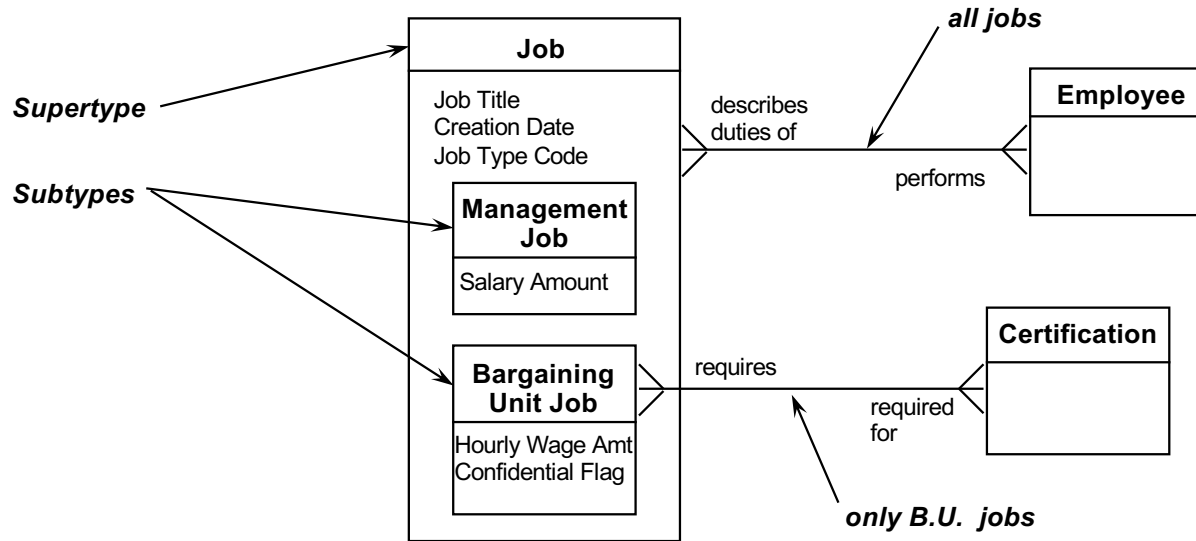 all jobs
Job
Employee
Supertype
Job Title
Creation Date
Job Type Code
describes
duties of
performs
Subtypes
Management
Job
Salary Amount
Certification
Bargaining
Unit Job
requires
required
for
Hourly Wage Amt
Confidential Flag
only B.U. jobs